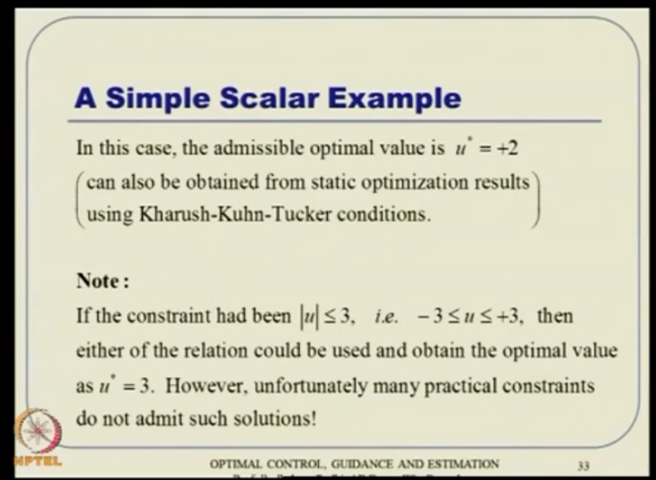 A Simple Scalar Example
In this case, the admissible optimal value is u* = +2
(can also be obtained from static optimization results
using Kharush-Kuhn-Tucker conditions.)
Note :
If the constraint had been |u| ≤ 3, i.e. −3 ≤ u ≤ +3, then
either of the relation could be used and obtain the optimal value
as u* = 3. However, unfortunately many practical constraints
do not admit such solutions!
NPTEL
OPTIMAL CONTROL, GUIDANCE AND ESTIMATION
33